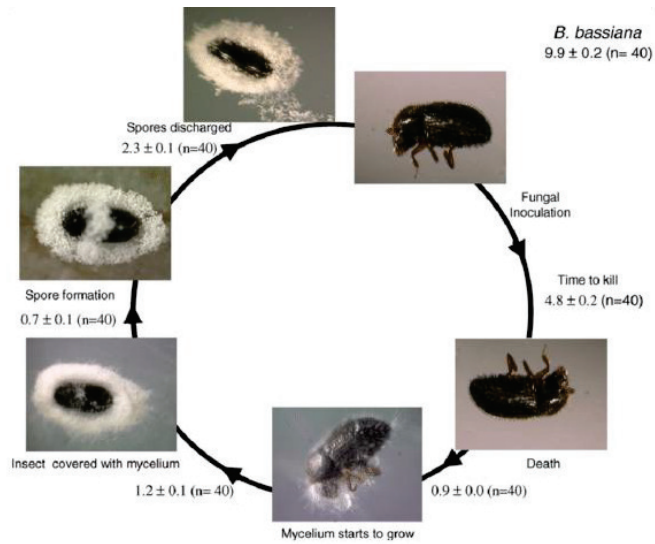 B. bassiana
9.9 ± 0.2 (n= 40)
Spores discharged
2.3 ± 0.1 (n=40)
Fungal
Inoculation
Time to kill
4.8 ± 0.2 (n=40)
Death
0.9 ± 0.0 (n=40)
Mycelium starts to grow
1.2 ± 0.1 (n= 40)
Insect covered with mycelium
0.7 ± 0.1 (n=40)
Spore formation